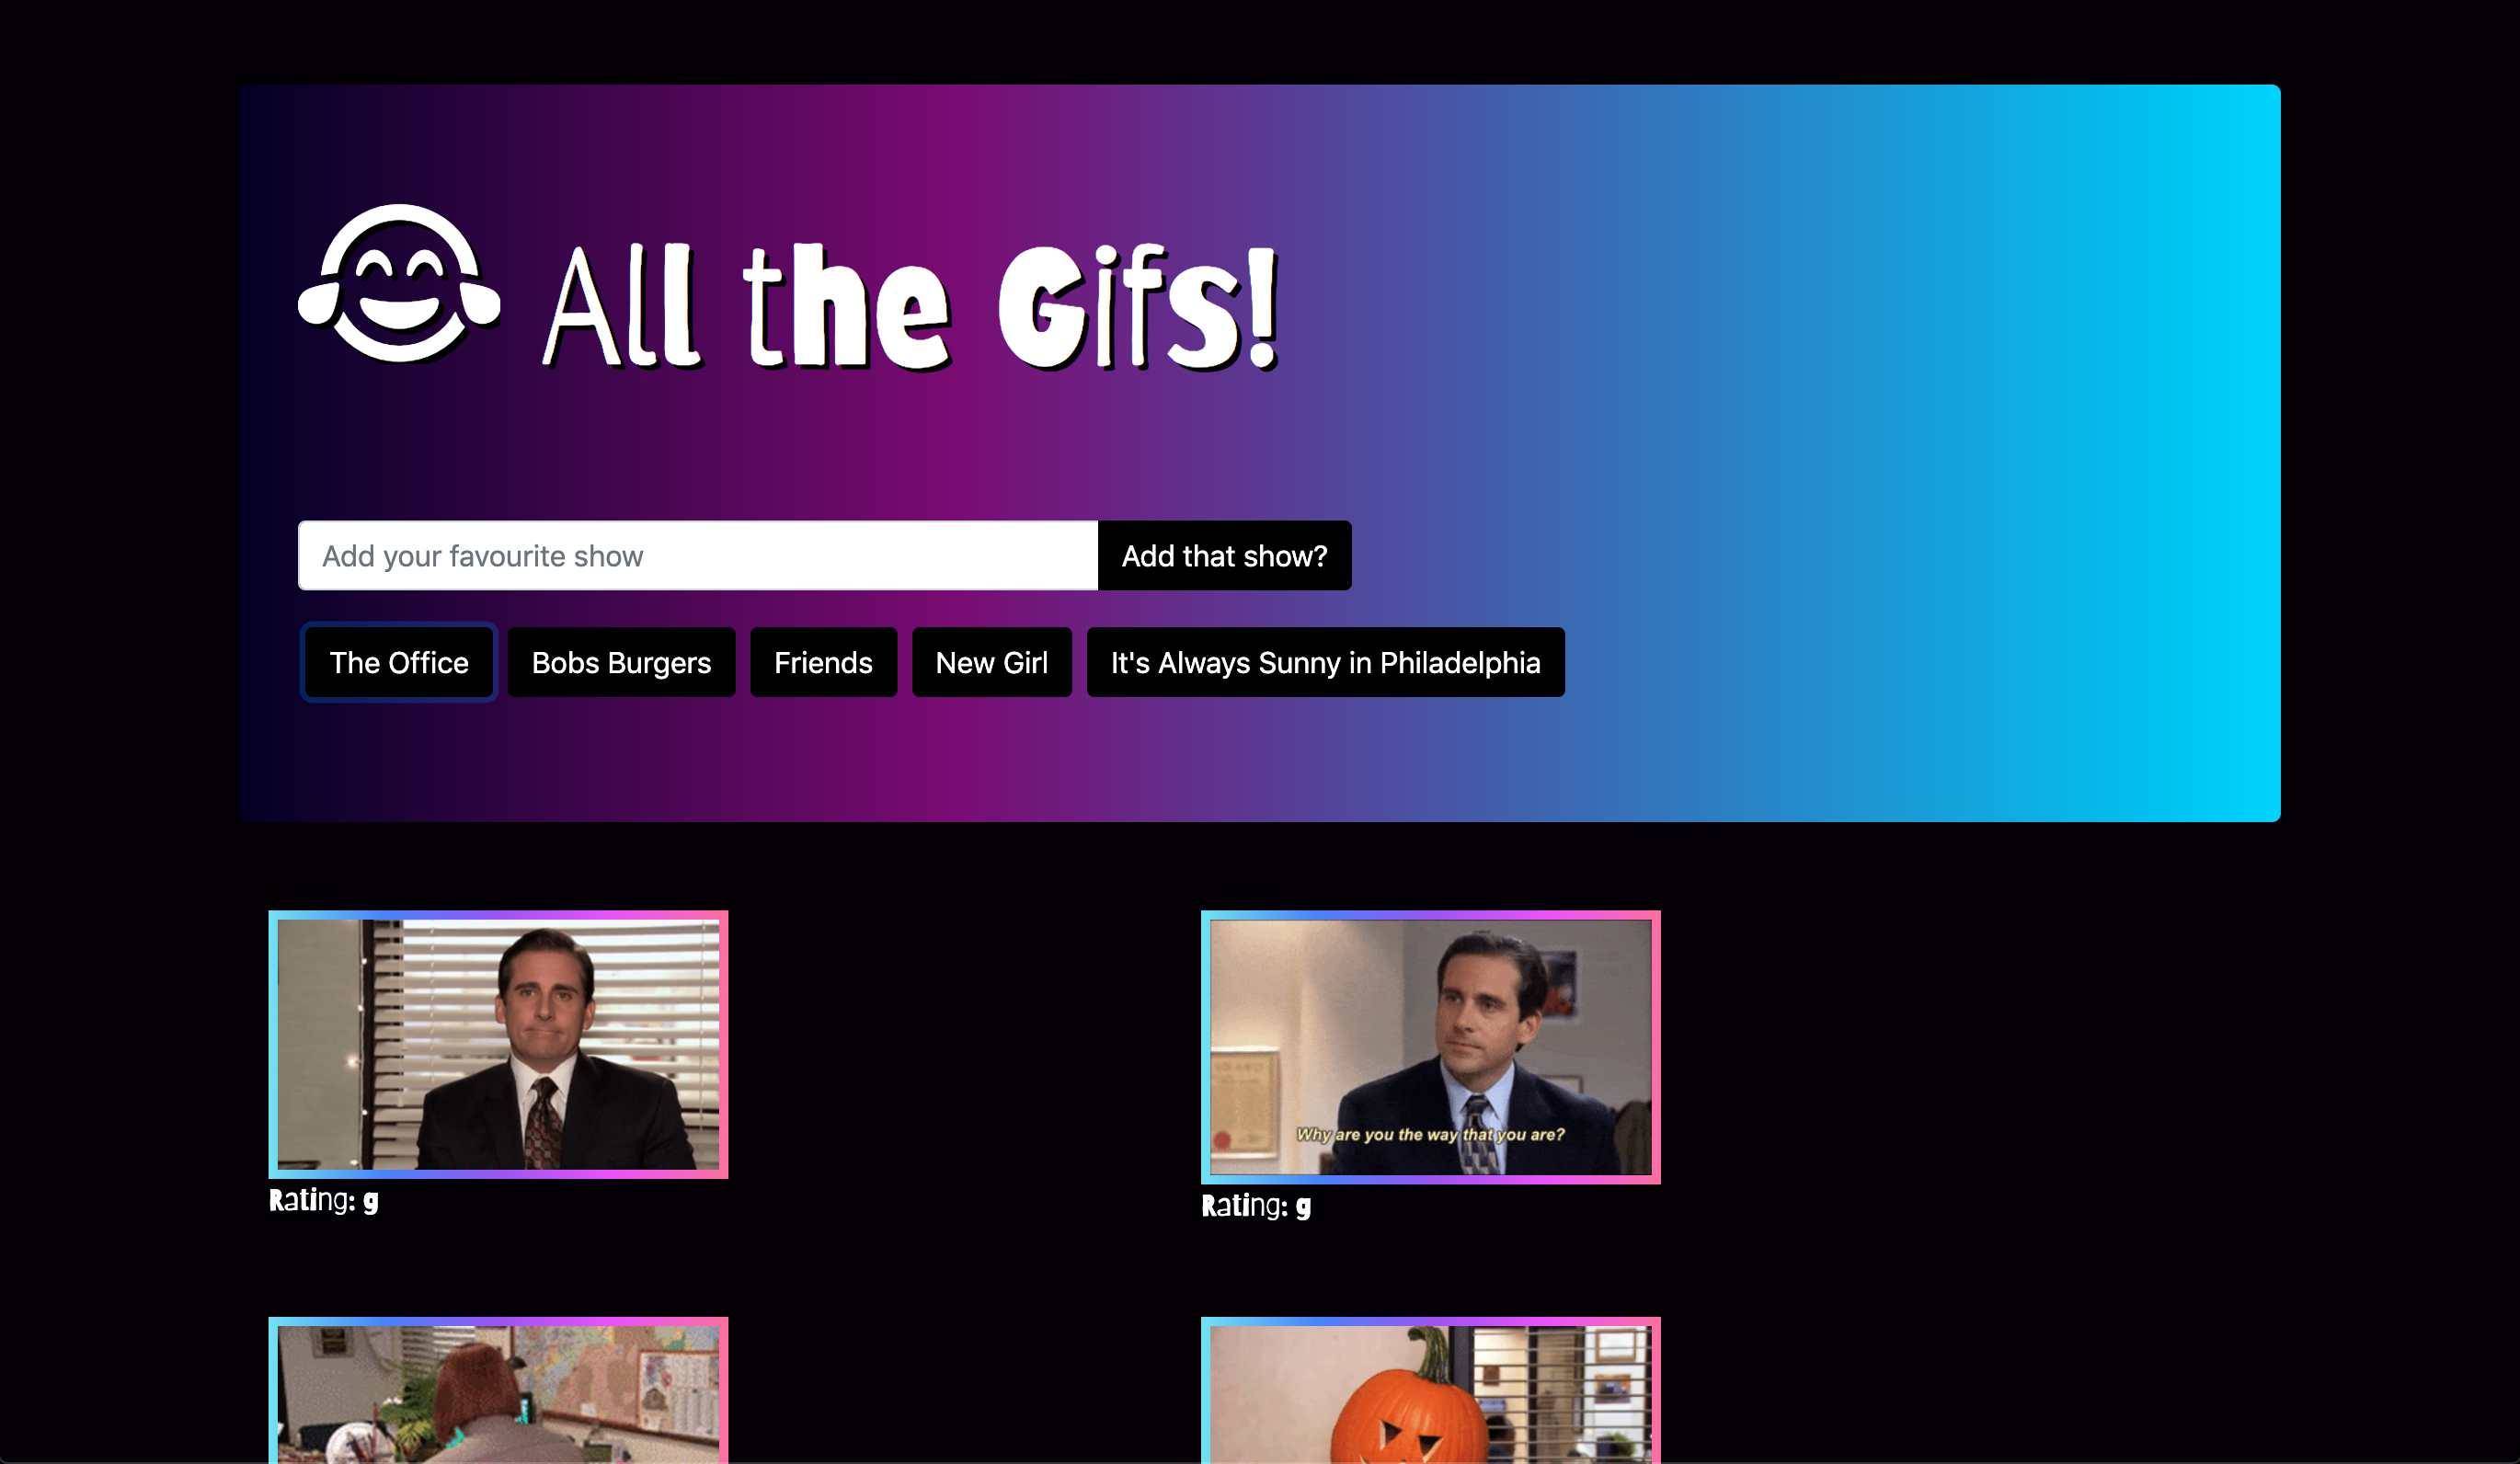 All the Gifs!
Add your favourite show
Add that show?
The Office
Bobs Burgers
Friends
New Girl
It's Always Sunny in Philadelphia
Why are you the way that you are?
Rating: g
Rating: g